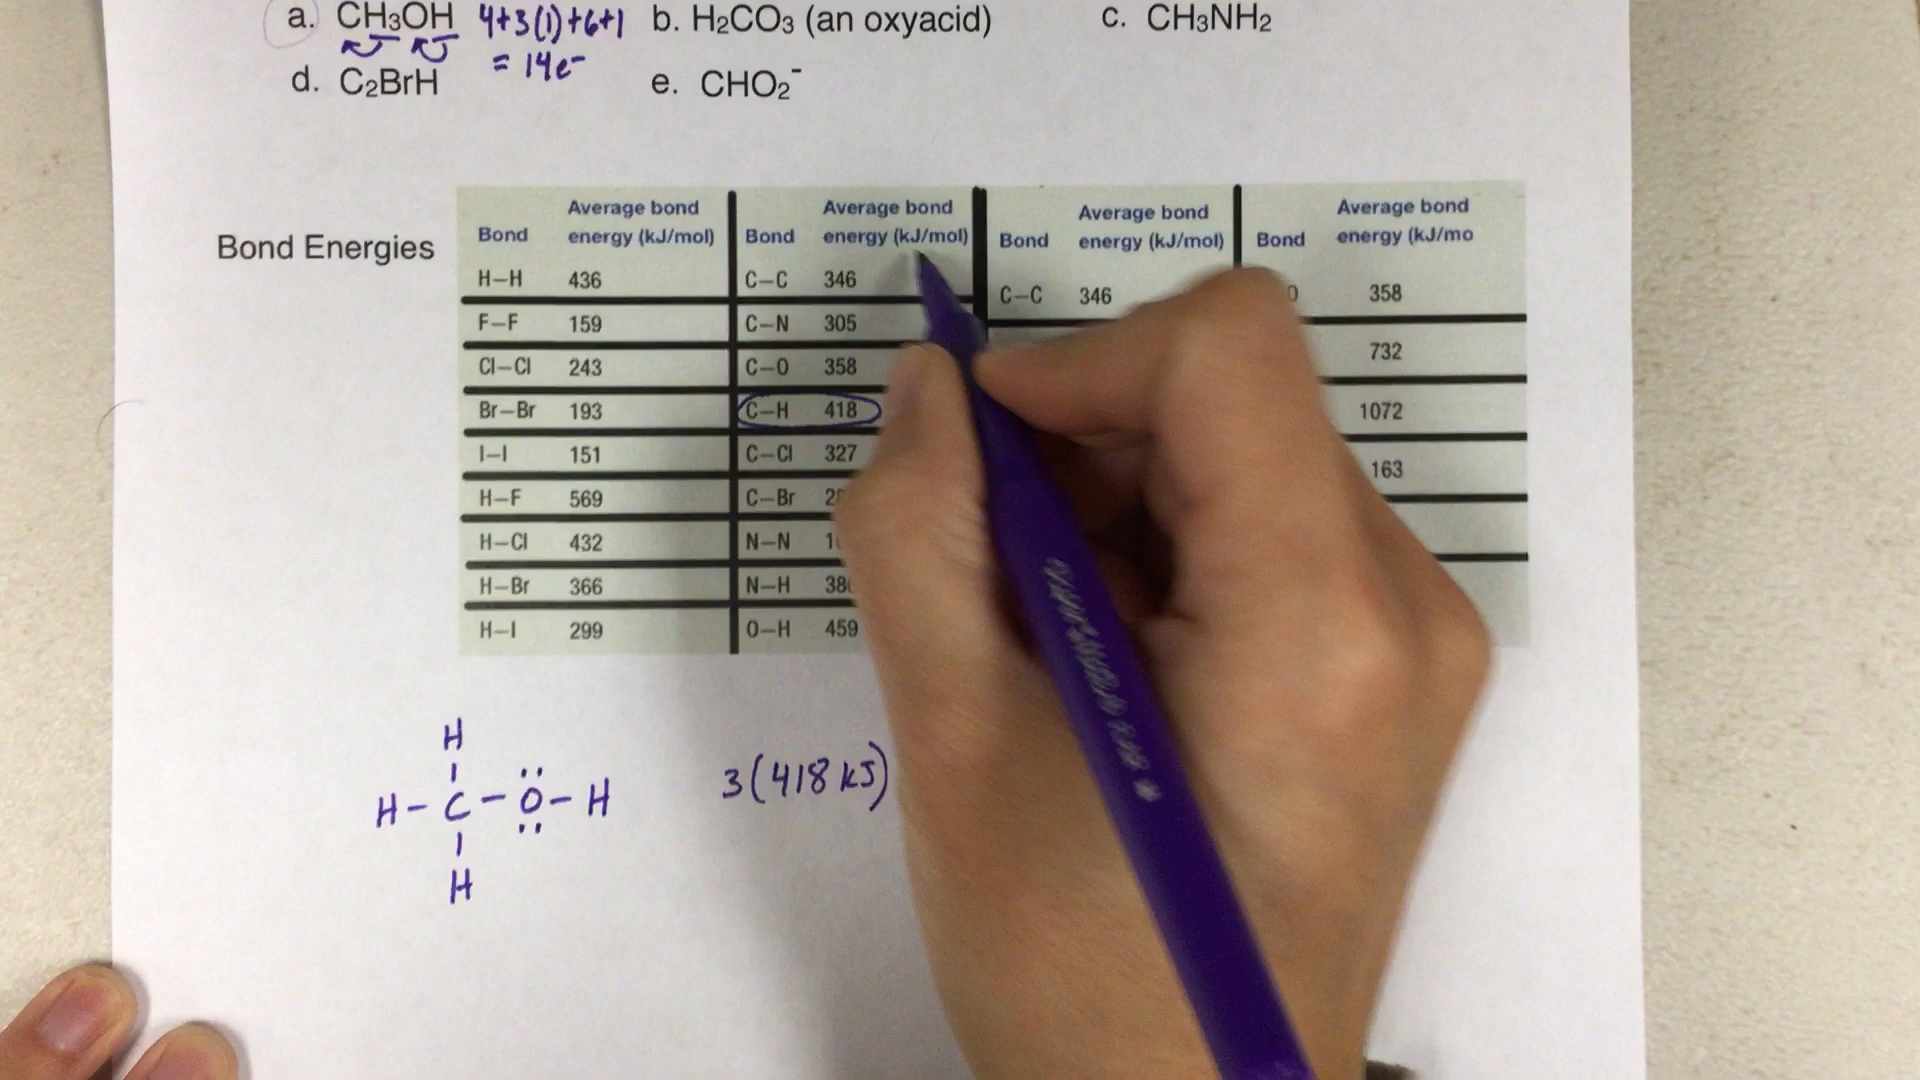 a. CH3OH 4+3(1)+6+1 b. H2CO3 (an oxyacid) c. CH3NH2
= 14e-
d. C2BrH e. CHO2-
Bond Energies
Bond Average bond energy (kJ/mol)
H–H 436
F–F 159
Cl–Cl 243
Br–Br 193
I–I 151
H–F 569
H–Cl 432
H–Br 366
H–I 299
Bond Average bond energy (kJ/mol)
C–C 346
C–N 305
C–O 358
C–H 418
C–Cl 327
C–Br
N–N
N–H
O–H 459
Bond Average bond energy (kJ/mol)
C–C 346
Bond Average bond energy (kJ/mo
358
732
1072
163
H
H – C – O – H
H
3(418 kJ)